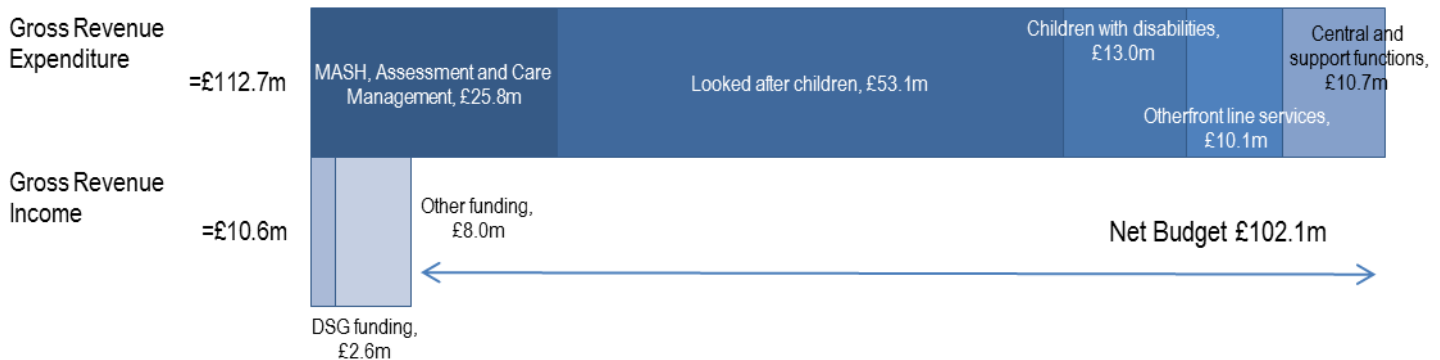 Gross Revenue
Expenditure
=£112.7m
MASH, Assessment and Care
Management, £25.8m
Looked after children, £53.1m
Children with disabilities,
£13.0m
Otherfront line services,
£10.1m
Central and
support functions,
£10.7m
Gross Revenue
Income
=£10.6m
Other funding,
£8.0m
Net Budget £102.1m
DSG funding,
£2.6m